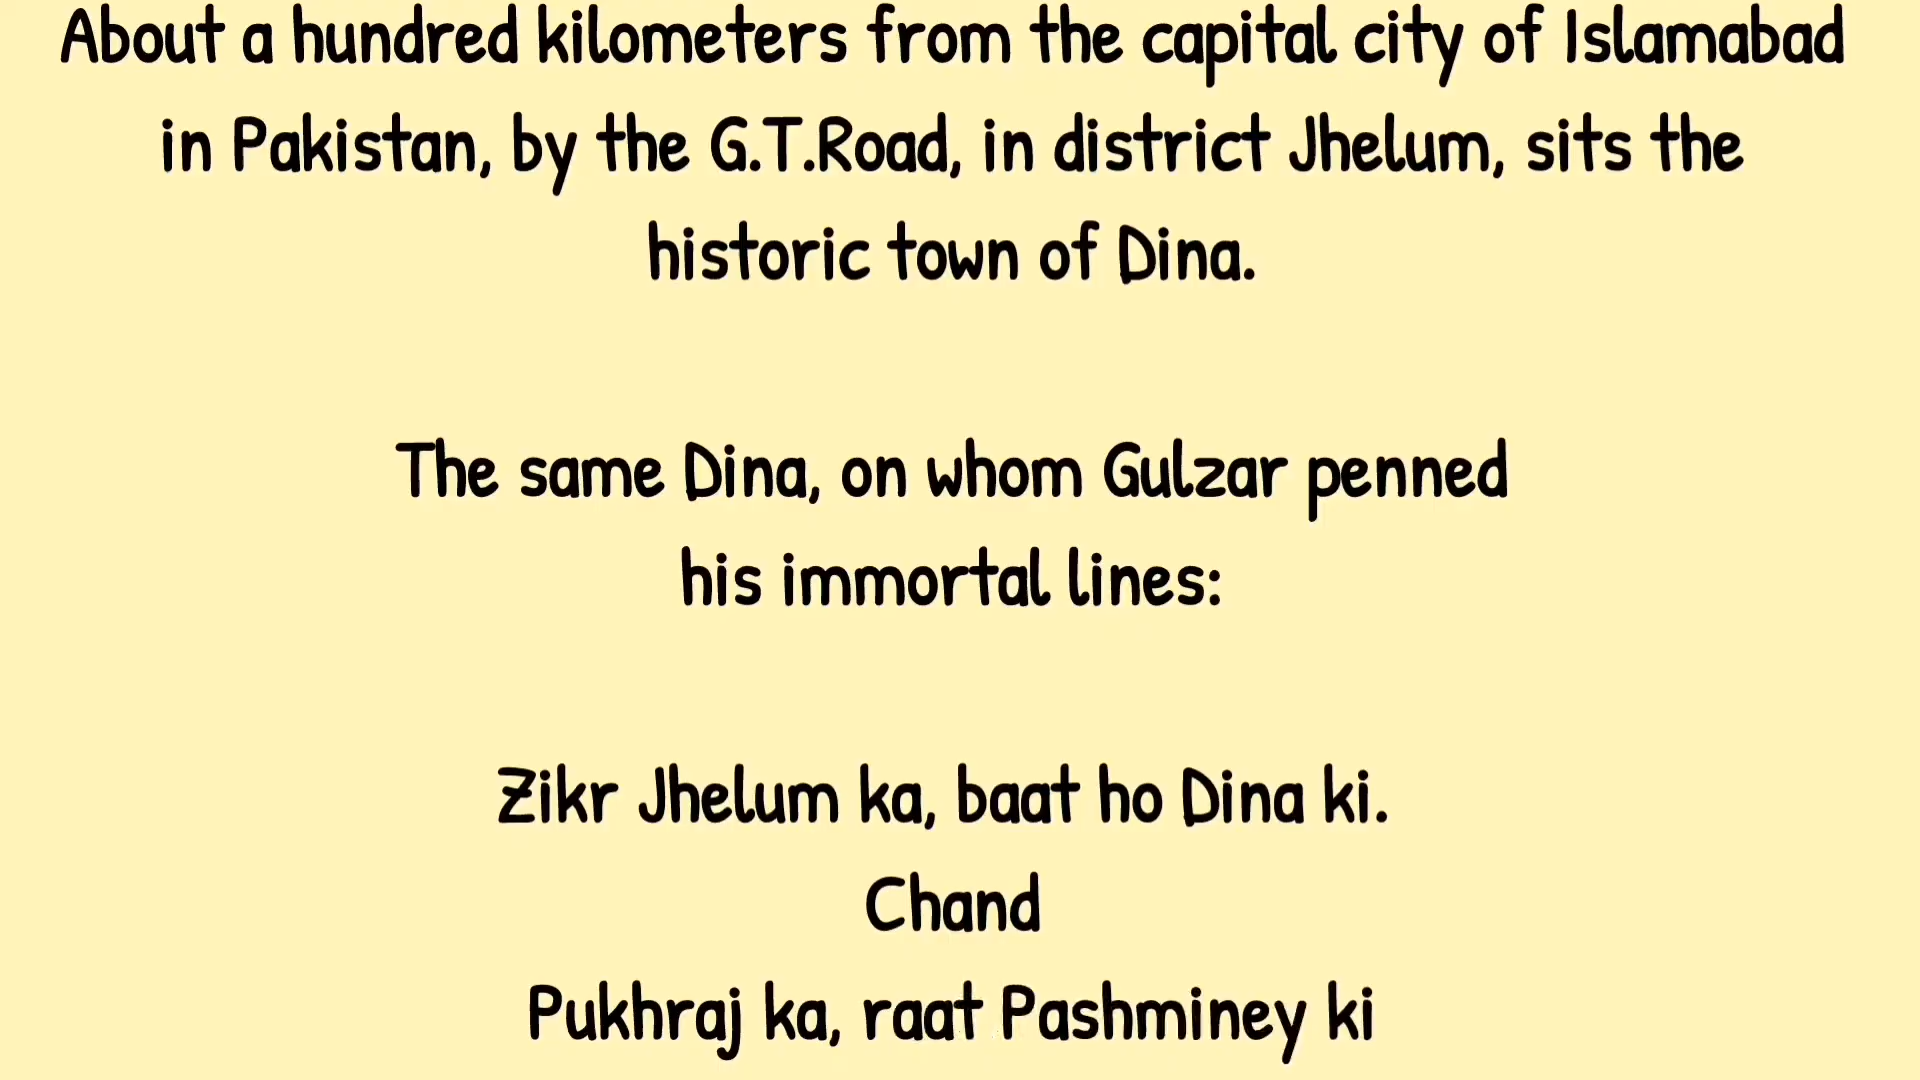 About a hundred kilometers from the capital city of Islamabad
in Pakistan, by the G.T.Road, in district Jhelum, sits the
historic town of Dina.
The same Dina, on whom Gulzar penned
his immortal lines:
Zikr Jhelum ka, baat ho Dina ki.
Chand
Pukhraj ka, raat Pashminey ki